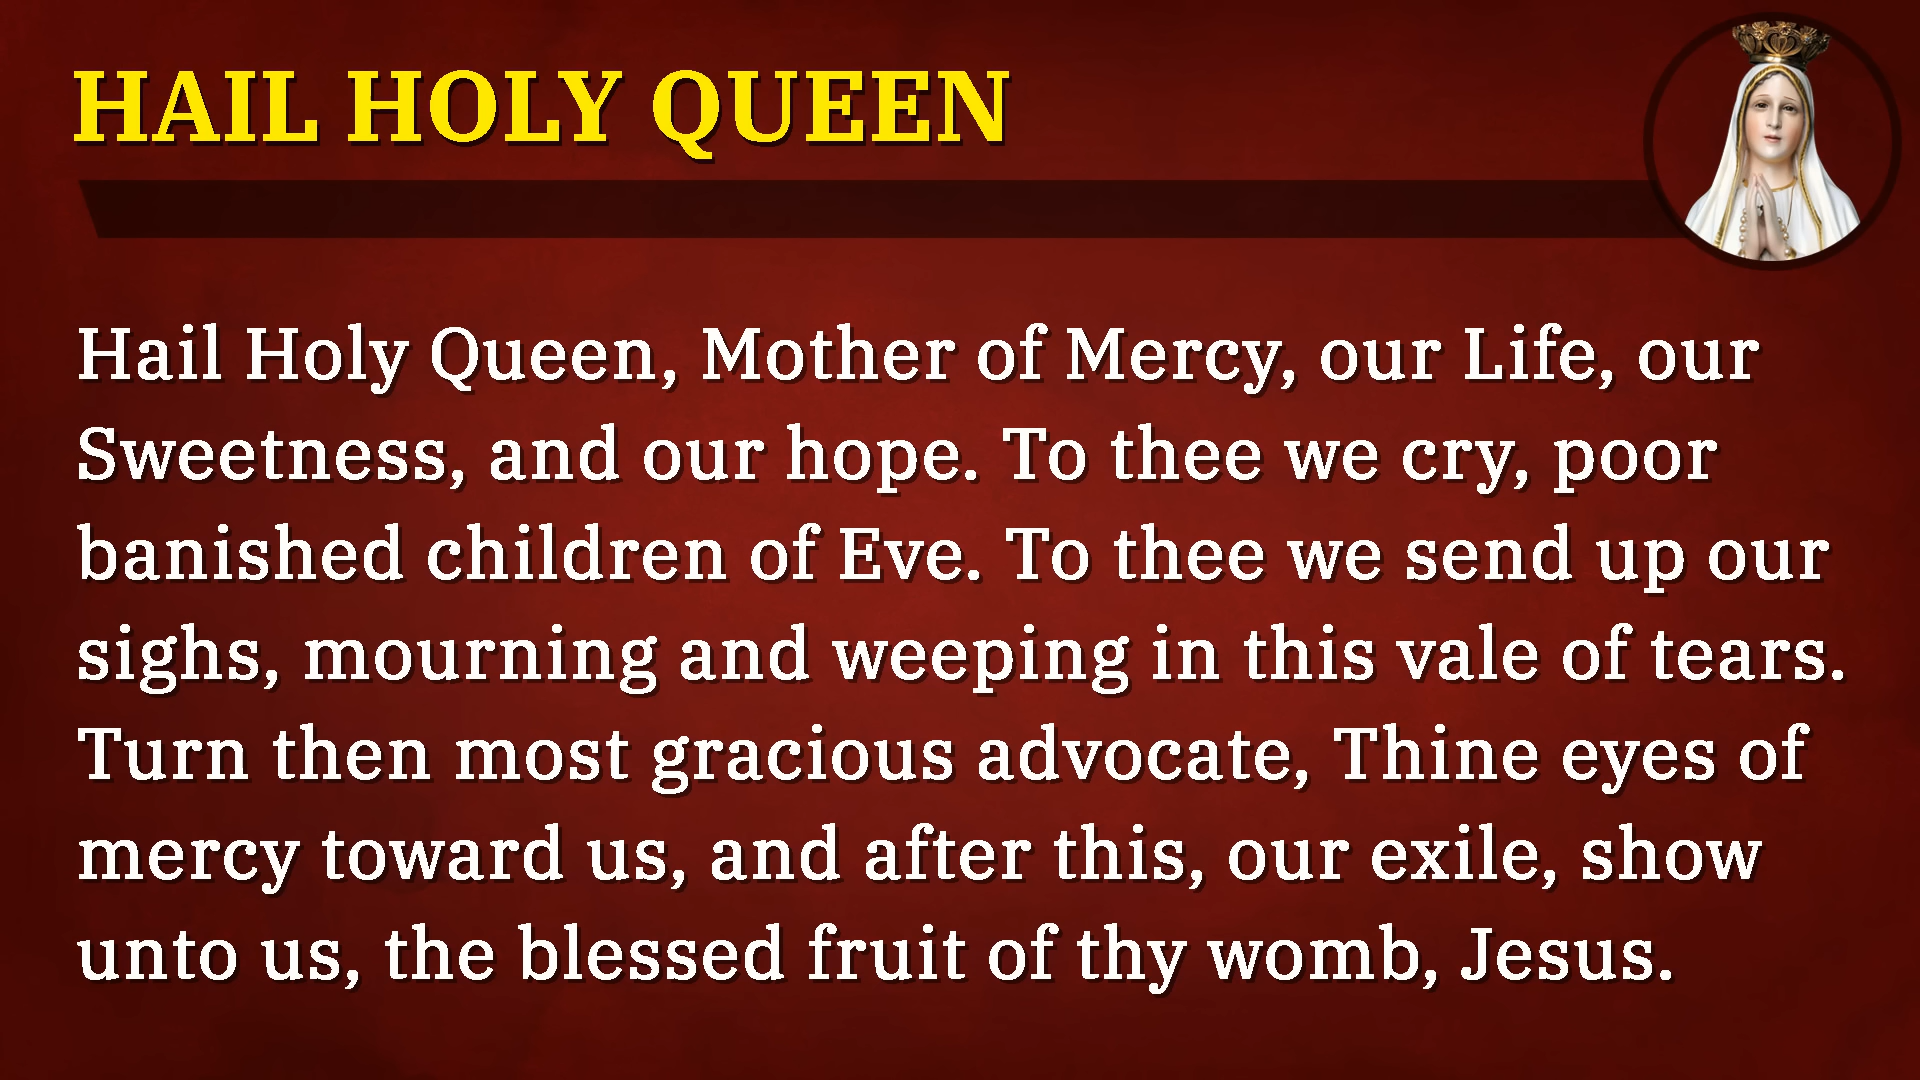 HAIL HOLY QUEEN
Hail Holy Queen, Mother of Mercy, our Life, our
Sweetness, and our hope. To thee we cry, poor
banished children of Eve. To thee we send up our
sighs, mourning and weeping in this vale of tears.
Turn then most gracious advocate, Thine eyes of
mercy toward us, and after this, our exile, show
unto us, the blessed fruit of thy womb, Jesus.